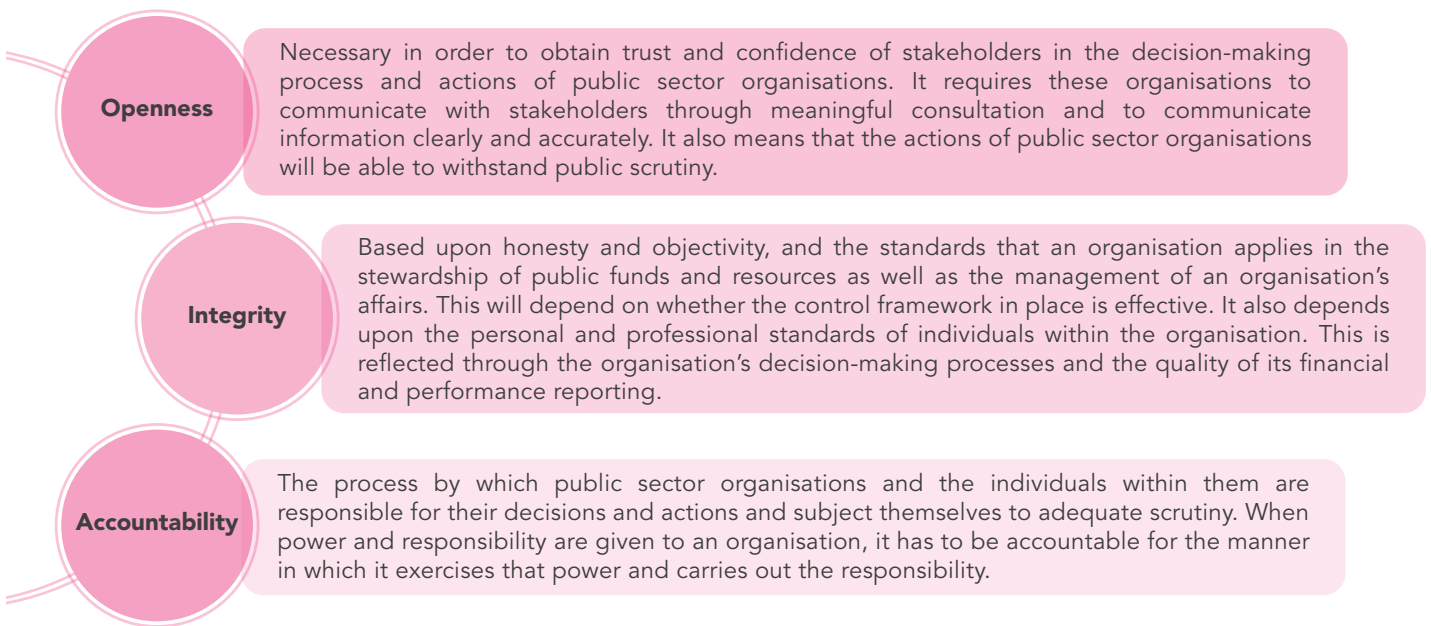 Openness
Necessary in order to obtain trust and confidence of stakeholders in the decision-making
process and actions of public sector organisations. It requires these organisations to
communicate with stakeholders through meaningful consultation and to communicate
information clearly and accurately. It also means that the actions of public sector organisations
will be able to withstand public scrutiny.
Integrity
Based upon honesty and objectivity, and the standards that an organisation applies in the
stewardship of public funds and resources as well as the management of an organisation’s
affairs. This will depend on whether the control framework in place is effective. It also depends
upon the personal and professional standards of individuals within the organisation. This is
reflected through the organisation’s decision-making processes and the quality of its financial
and performance reporting.
Accountability
The process by which public sector organisations and the individuals within them are
responsible for their decisions and actions and subject themselves to adequate scrutiny. When
power and responsibility are given to an organisation, it has to be accountable for the manner
in which it exercises that power and carries out the responsibility.